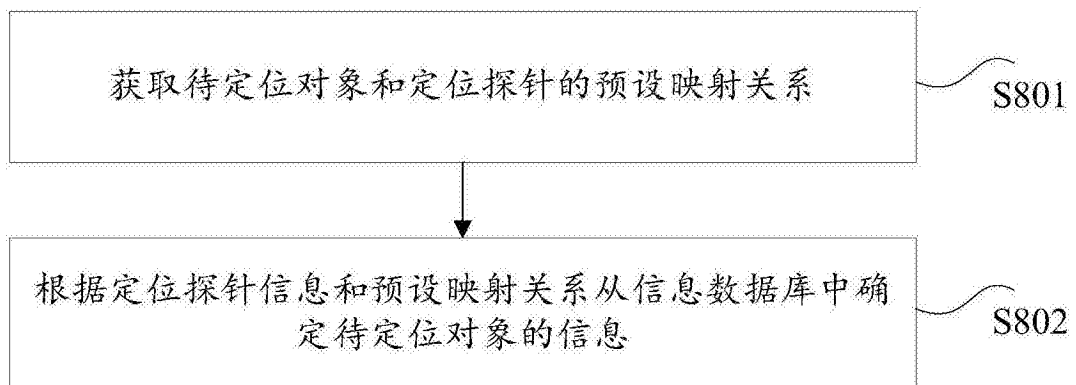 获取待定位对象和定位探针的预设映射关系
S801
根据定位探针信息和预设映射关系从信息数据库中确
定待定位对象的信息
S802